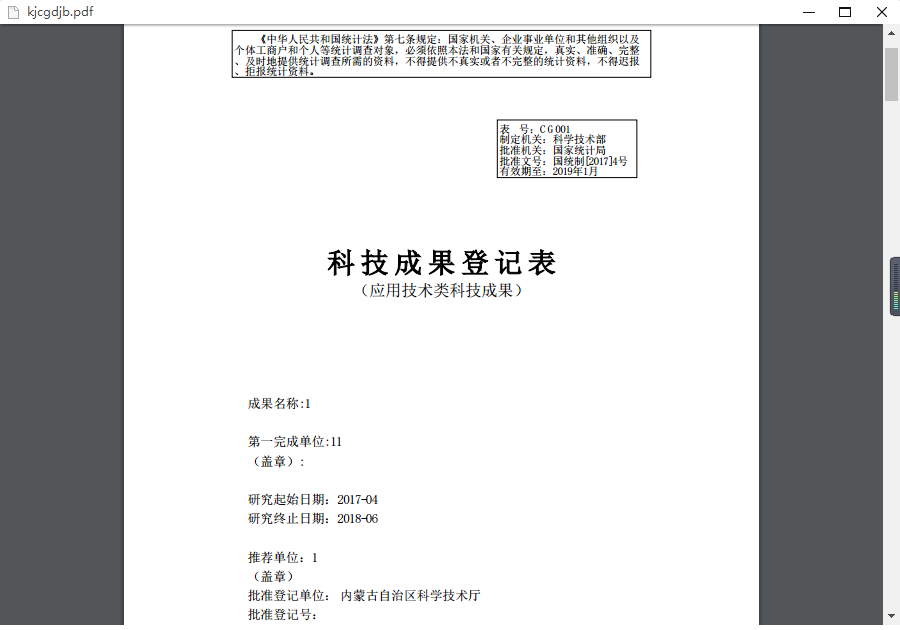 kjcgdjb.pdf
《中华人民共和国统计法》第七条规定：国家机关、企业事业单位和其他组织以及
个体工商户和个人等统计调查对象，必须依照本法和国家有关规定，真实、准确、完整
、及时地提供统计调查所需的资料，不得提供不真实或者不完整的统计资料，不得迟报
、拒报统计资料。
表　号：ＣＧ001
制定机关：科学技术部
批准机关：国家统计局
批准文号：国统制[2017]4号
有效期至：2019年1月
科技成果登记表
（应用技术类科技成果）
成果名称:1
第一完成单位:11
（盖章）：
研究起始日期：2017-04
研究终止日期：2018-06
推荐单位：1
（盖章）
批准登记单位：内蒙古自治区科学技术厅
批准登记号：